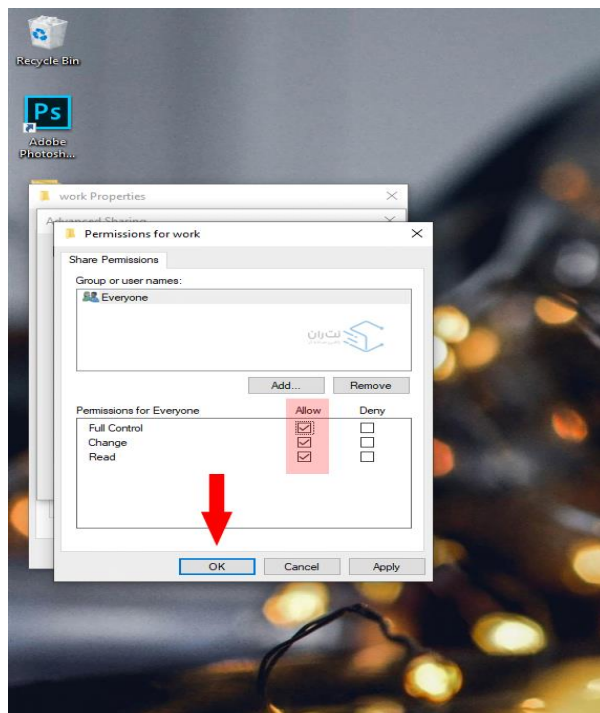 Recycle Bin
Ps
Adobe
Photosh...
work Properties
Advanced Sharing
Permissions for work
Share Permissions
Group or user names:
Everyone
نت‌ران
Add...
Remove
Permissions for Everyone
Allow
Deny
Full Control
Change
Read
OK
Cancel
Apply